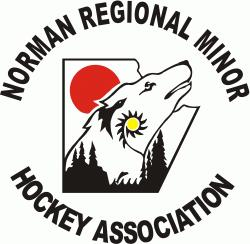 NORMAN REGIONAL MINOR
HOCKEY ASSOCIATION